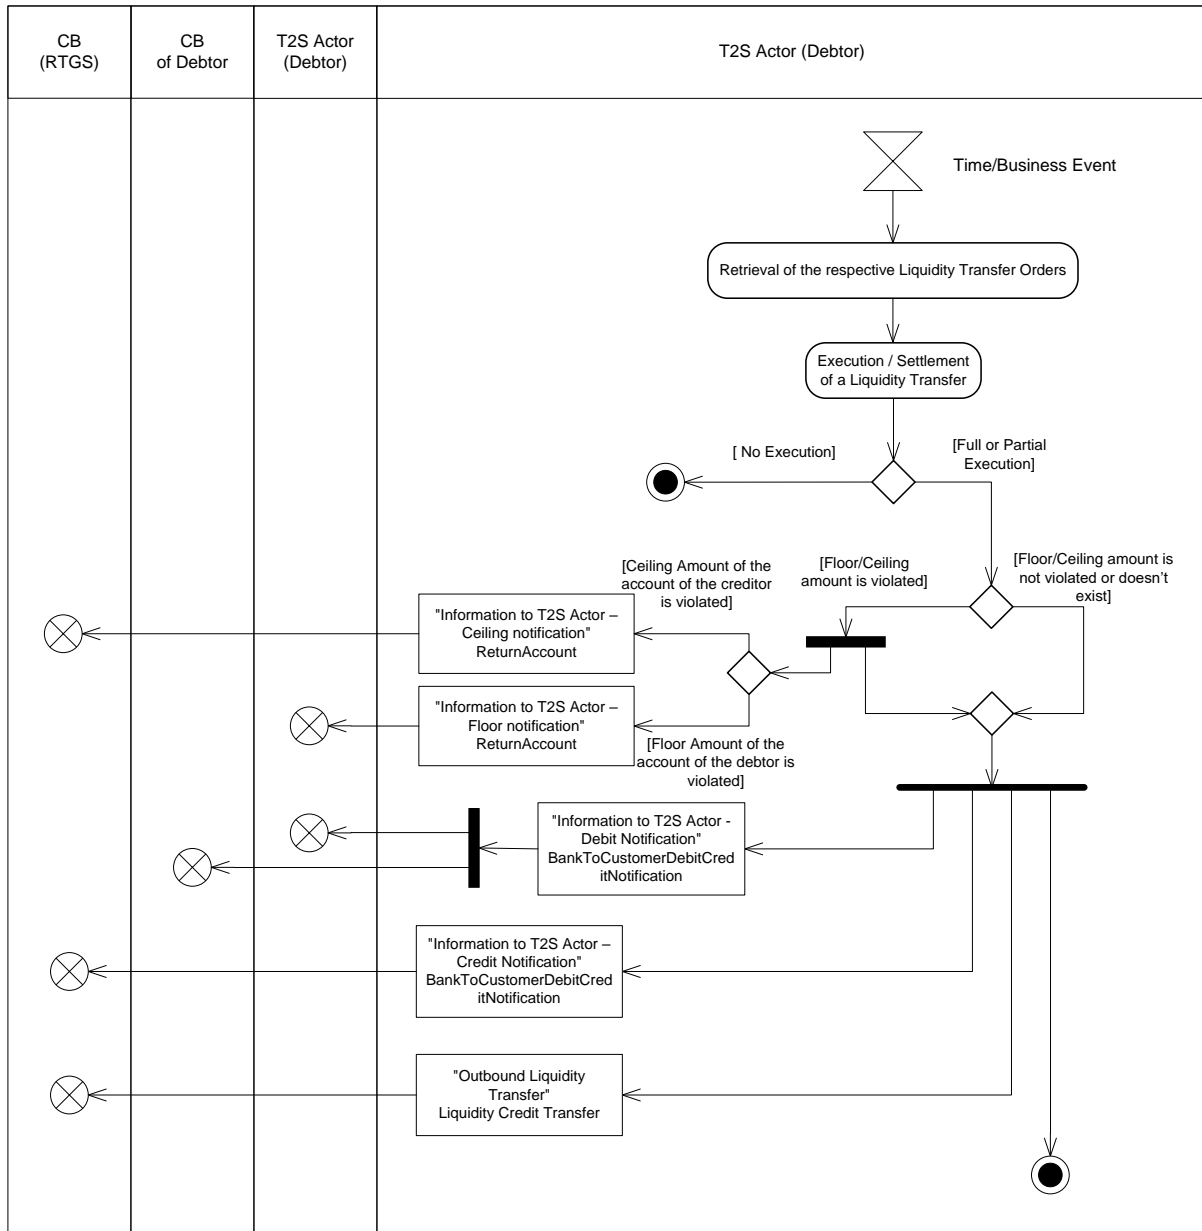 CB
(RTGS)
CB
of Debtor
T2S Actor
(Debtor)
T2S Actor (Debtor)
Time/Business Event
Retrieval of the respective Liquidity Transfer Orders
Execution / Settlement
of a Liquidity Transfer
[ No Execution]
[Full or Partial
Execution]
[Ceiling Amount of the
account of the creditor
is violated]
[Floor/Ceiling
amount is violated]
[Floor/Ceiling amount is
not violated or doesn't
exist]
"Information to T2S Actor –
Ceiling notification"
ReturnAccount
"Information to T2S Actor –
Floor notification"
ReturnAccount
[Floor Amount of the
account of the debtor is
violated]
"Information to T2S Actor -
Debit Notification"
BankToCustomerDebitCred
itNotification
"Information to T2S Actor –
Credit Notification"
BankToCustomerDebitCred
itNotification
"Outbound Liquidity
Transfer"
Liquidity Credit Transfer